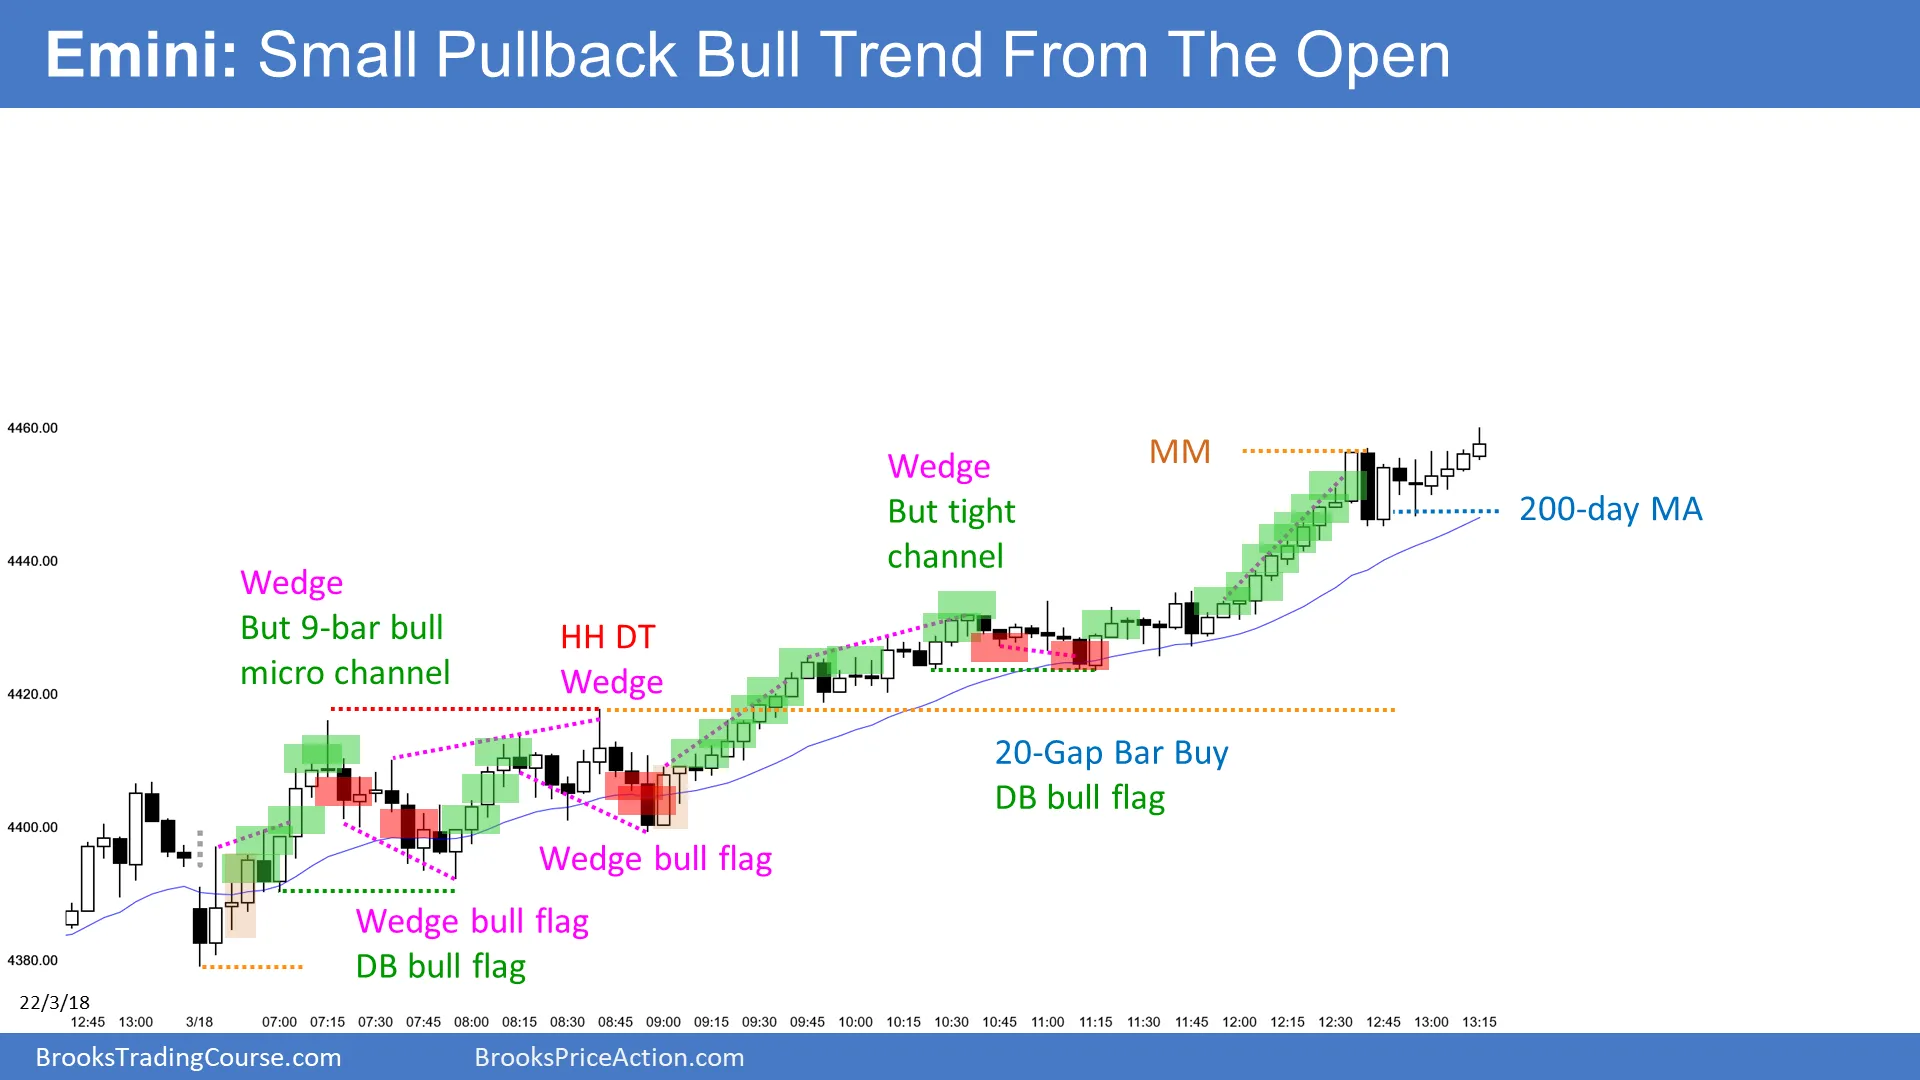 Emini: Small Pullback Bull Trend From The Open
4460.00
MM
Wedge
200-day MA
But tight
channel
4440.00
Wedge
But 9-bar bull
micro channel
HH DT
Wedge
4420.00
20-Gap Bar Buy
DB bull flag
4400.00
Wedge bull flag
Wedge bull flag
DB bull flag
4380.00
22/3/18
12:45 13:00 3/18 07:00 07:15 07:30 07:45 08:00 08:15 08:30 08:45 09:00 09:15 09:30 09:45 10:00 10:15 10:30 10:45 11:00 11:15 11:30 11:45 12:00 12:15 12:30 12:45 13:00 13:15
BrooksTradingCourse.com BrooksPriceAction.com